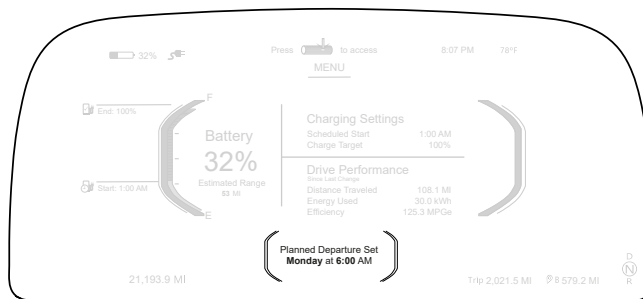 32%
Press to access
8:07 PM
78°F
MENU
F
End: 100%
Battery
32%
Estimated Range
53 MI
Start: 1:00 AM
E
Charging Settings
Scheduled Start 1:00 AM
Charge Target 100%
Drive Performance
Since Last Charge
Distance Traveled 108.1 MI
Energy Used 30.0 kWh
Efficiency 125.3 MPGe
Planned Departure Set
Monday at 6:00 AM
21,193.9 MI
Trip 2,021.5 MI
B 579.2 MI
D
N
R